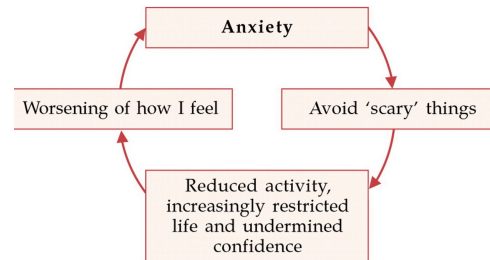 Anxiety
Worsening of how I feel
Avoid ‘scary’ things
Reduced activity,
increasingly restricted
life and undermined
confidence